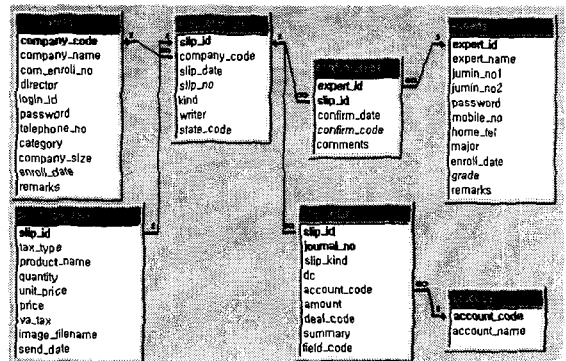 company_code
company_name
com_enroll_no
director
login_id
password
telephone_no
category
company_size
enroll_date
remarks
slip_id
company_code
slip_date
slip_no
kind
writer
state_code
expert_id
slip_id
confirm_date
confirm_code
comments
expert_id
expert_name
jumin_no1
jumin_no2
password
mobile_no
home_tel
major
enroll_date
grade
remarks
slip_id
tax_type
product_name
quantity
unit_price
price
va_tax
image_filename
send_date
slip_id
journal_no
slip_kind
dc
account_code
amount
deal_code
summary
field_code
account_code
account_name